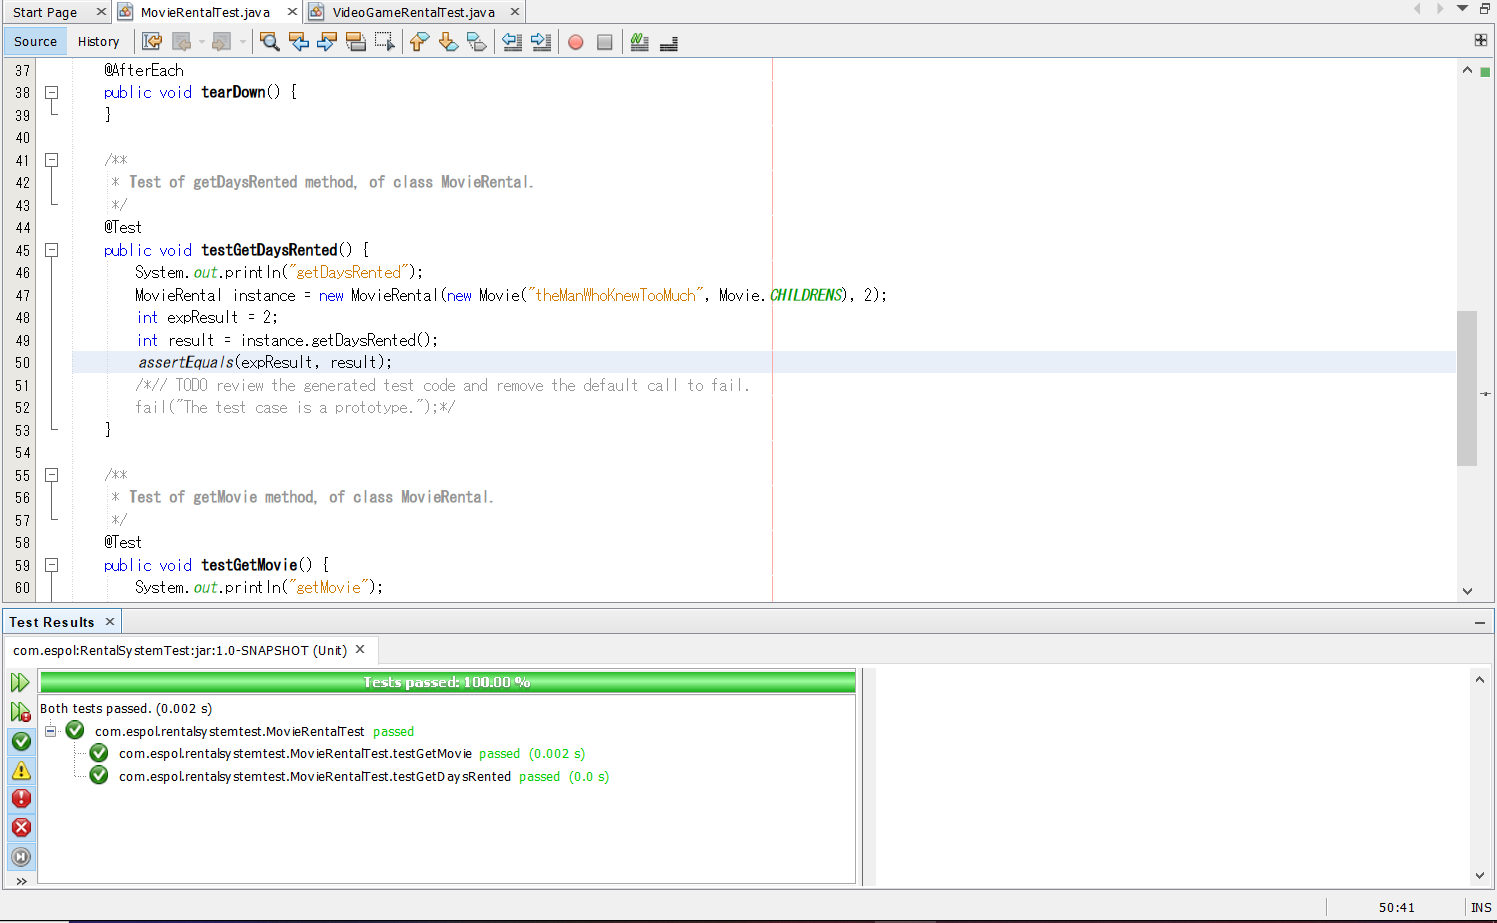 Start Page
MovieRentalTest.java
VideoGameRentalTest.java
Source
History
37 @AfterEach
38 public void tearDown() {
39 }
40
41 /**
42 * Test of getDaysRented method, of class MovieRental.
43 */
44 @Test
45 public void testGetDaysRented() {
46 System.out.println("getDaysRented");
47 MovieRental instance = new MovieRental(new Movie("theManWhoKnewTooMuch", Movie.CHILDRENS), 2);
48 int expResult = 2;
49 int result = instance.getDaysRented();
50 assertEquals(expResult, result);
51 /*// TODO review the generated test code and remove the default call to fail.
52 fail("The test case is a prototype.");*/
53 }
54
55 /**
56 * Test of getMovie method, of class MovieRental.
57 */
58 @Test
59 public void testGetMovie() {
60 System.out.println("getMovie");
Test Results
com.espol:RentalSystemTest:jar:1.0-SNAPSHOT (Unit)
Tests passed: 100.00 %
Both tests passed. (0.002 s)
com.espol.rentalsystemtest.MovieRentalTest passed
com.espol.rentalsystemtest.MovieRentalTest.testGetMovie passed (0.002 s)
com.espol.rentalsystemtest.MovieRentalTest.testGetDaysRented passed (0.0 s)
50:41
INS